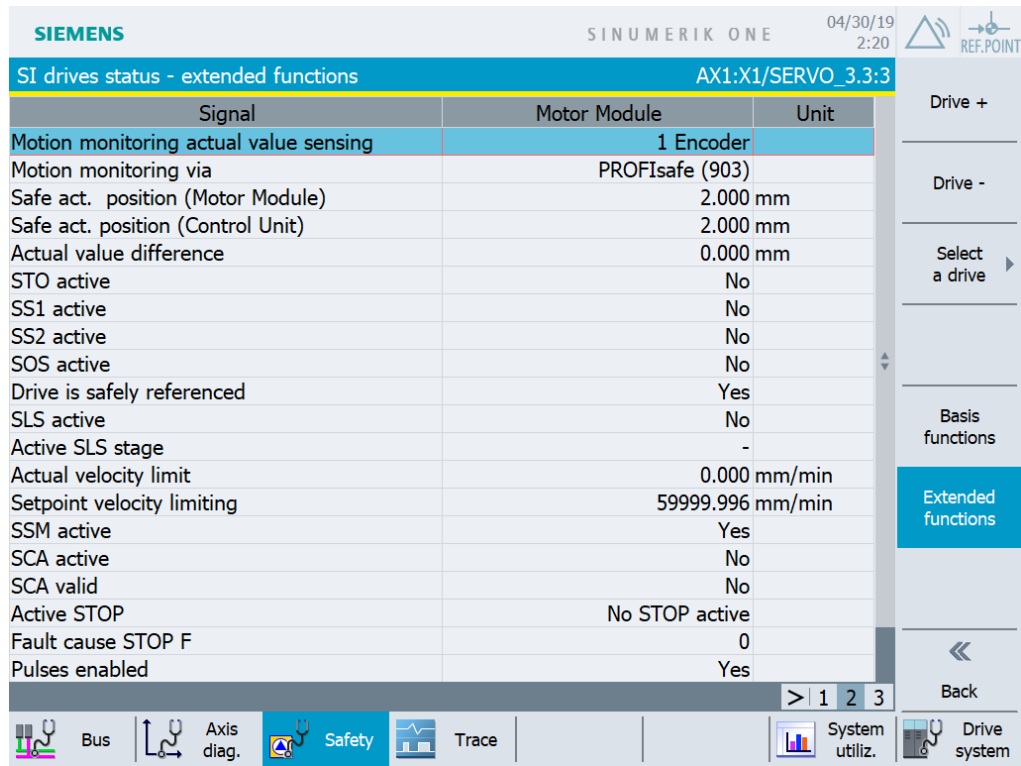 SIEMENS SINUMERIK ONE 04/30/19
2:20
REF.POINT
SI drives status - extended functions AX1:X1/SERVO_3.3:3
Signal Motor Module Unit
Motion monitoring actual value sensing 1 Encoder
Motion monitoring via PROFIsafe (903)
Safe act. position (Motor Module) 2.000 mm
Safe act. position (Control Unit) 2.000 mm
Actual value difference 0.000 mm
STO active No
SS1 active No
SS2 active No
SOS active No
Drive is safely referenced Yes
SLS active No
Active SLS stage -
Actual velocity limit 0.000 mm/min
Setpoint velocity limiting 59999.996 mm/min
SSM active Yes
SCA active No
SCA valid No
Active STOP No STOP active
Fault cause STOP F 0
Pulses enabled Yes
> 1 2 3
Drive +
Drive -
Select
a drive
Basis
functions
Extended
functions
Back
Bus
Axis
diag.
Safety
Trace
System
utiliz.
Drive
system